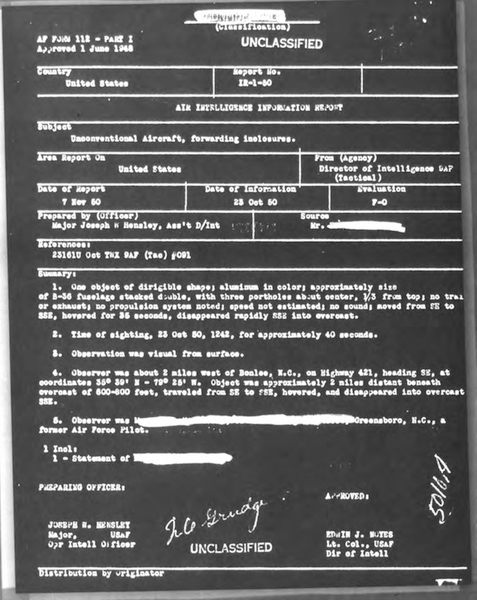 (Classification)
AF FORM 112 - PART I
Approved 1 June 1948
UNCLASSIFIED
Country
United States
Report No.
IR-1-50
AIR INTELLIGENCE INFORMATION REPORT
Subject
Unconventional Aircraft, forwarding inclosures.
Area Report On
United States
From (Agency)
Director of Intelligence 9AF
(Tactical)
Date of Report
7 Nov 50
Date of Information
23 Oct 50
Evaluation
F-0
Prepared by (Officer)
Major Joseph W Hensley, Ass't D/Int
Source
Mr.
References:
23161U Oct TWX 9AF (Tac) #091
Summary:
1. One object of dirigible shape; aluminum in color; approximately size
of B-36 fuselage stacked double, with three portholes about center, 1/3 from top; no trail
or exhaust; no propulsion system noted; speed not estimated; no sound; moved from SE to
SSE, hovered for 35 seconds, disappeared rapidly SSE into overcast.
2. Time of sighting, 23 Oct 50, 1242, for approximately 40 seconds.
3. Observation was visual from surface.
4. Observer was about 2 miles west of Bonlee, N.C., on Highway 421, heading SE, at
coordinates 35° 39' N - 79° 25' W. Object was approximately 2 miles distant beneath
overcast of 600-800 feet, traveled from SE to SSE, hovered, and disappeared into overcast
SSE.
5. Observer was Greensboro, N.C., a
former Air Force Pilot.
1 Incl:
1 - Statement of
PREPARING OFFICER:
APPROVED:
JOSEPH W. HENSLEY
Major, USAF
Opr Intell Officer
Grudge
UNCLASSIFIED
EDWIN J. NOYES
Lt. Col., USAF
Dir of Intell
Distribution by Originator